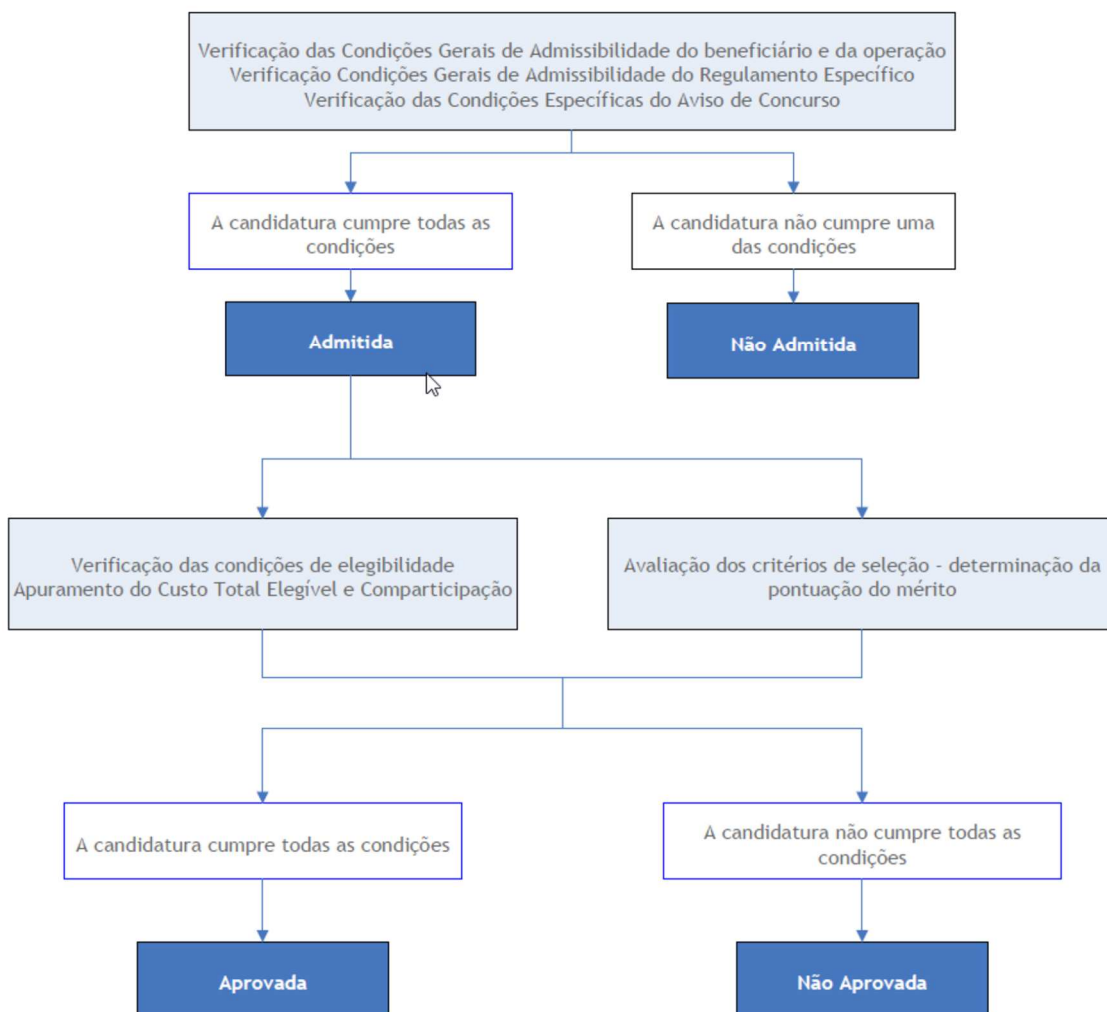 Verificação das Condições Gerais de Admissibilidade do beneficiário e da operação
Verificação Condições Gerais de Admissibilidade do Regulamento Específico
Verificação das Condições Específicas do Aviso de Concurso
A candidatura cumpre todas as
condições
A candidatura não cumpre uma
das condições
Admitida
Não Admitida
Verificação das condições de elegibilidade
Apuramento do Custo Total Elegível e Comparticipação
Avaliação dos critérios de seleção - determinação da
pontuação do mérito
A candidatura cumpre todas as condições
A candidatura não cumpre todas as
condições
Aprovada
Não Aprovada